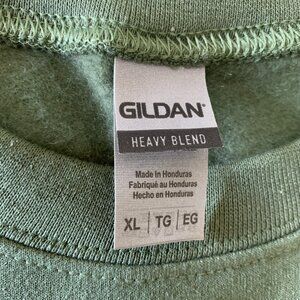 GILDAN
HEAVY BLEND
Made in Honduras
Fabriqué au Honduras
Hecho en Honduras
XL | TG | EG